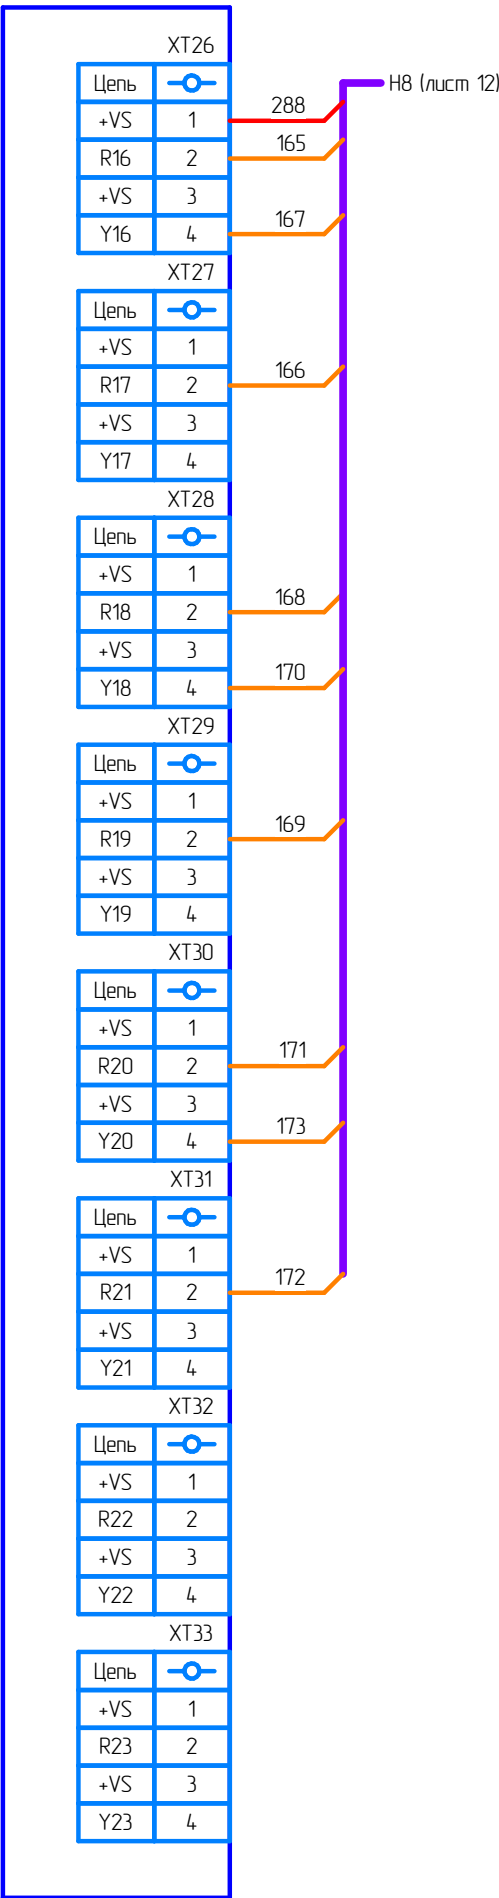 XT26
Цепь
H8 (лист 12)
+VS 1 288
R16 2 165
+VS 3
Y16 4 167
XT27
Цепь
+VS 1
R17 2 166
+VS 3
Y17 4
XT28
Цепь
+VS 1
R18 2 168
+VS 3
Y18 4 170
XT29
Цепь
+VS 1
R19 2 169
+VS 3
Y19 4
XT30
Цепь
+VS 1
R20 2 171
+VS 3
Y20 4 173
XT31
Цепь
+VS 1
R21 2 172
+VS 3
Y21 4
XT32
Цепь
+VS 1
R22 2
+VS 3
Y22 4
XT33
Цепь
+VS 1
R23 2
+VS 3
Y23 4